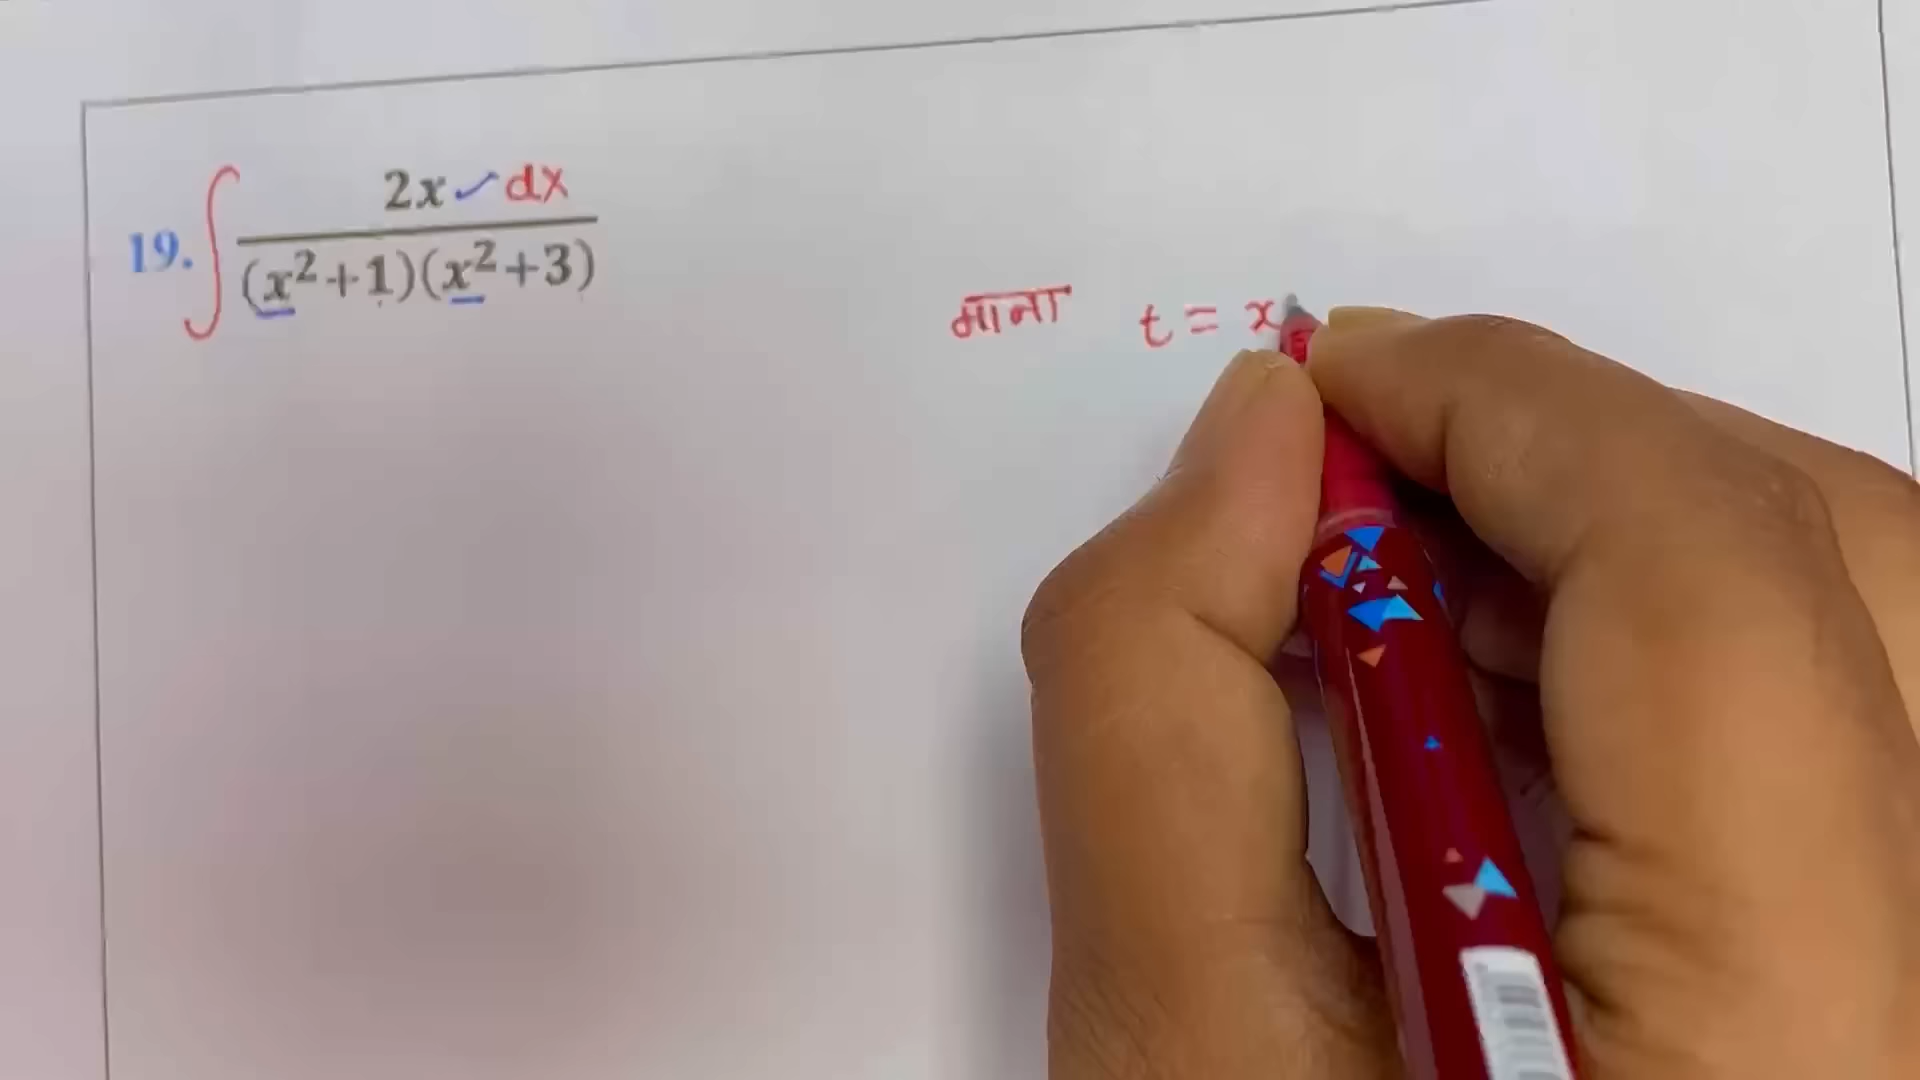 19. ∫ 2x ✓ dx / (x²+1)(x²+3)
माना t = x